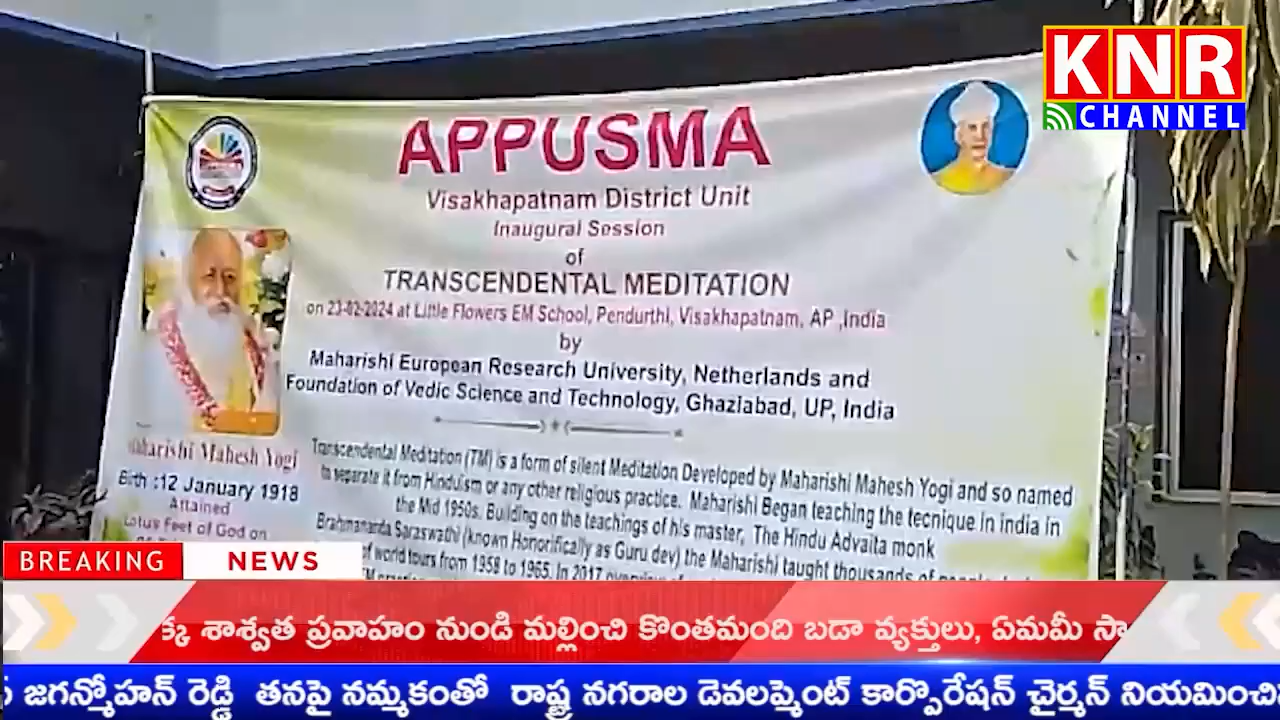 KNR
CHANNEL
APPUSMA
Visakhapatnam District Unit
Inaugural Session
of
TRANSCENDENTAL MEDITATION
on 23-02-2024 at Little Flowers EM School, Pendurthi, Visakhapatnam, AP ,India
by
Maharishi European Research University, Netherlands and
Foundation of Vedic Science and Technology, Ghaziabad, UP, India
Maharishi Mahesh Yogi
Birth :12 January 1918
Attained
Lotus Feet of God on
Transcendental Meditation (TM) is a form of silent Meditation Developed by Maharishi Mahesh Yogi and so named
to separate it from Hinduism or any other religious practice. Maharishi Began teaching the tecnique in india in
the Mid 1950s. Building on the teachings of his master, The Hindu Advaita monk
Brahmananda Saraswathi (known Honorifically as Guru dev) the Maharishi taught thousands of
of world tours from 1958 to 1965. In 2017
BREAKING NEWS
శాశ్వత ప్రవాహం నుండి మల్లించి కొంతమంది బడా వ్యక్తులు, ఏమమీ
జగన్మోహన్ రెడ్డి తనపై నమ్మకంతో రాష్ట్ర నగరాల డెవలప్మెంట్ కార్పొరేషన్ చైర్మన్